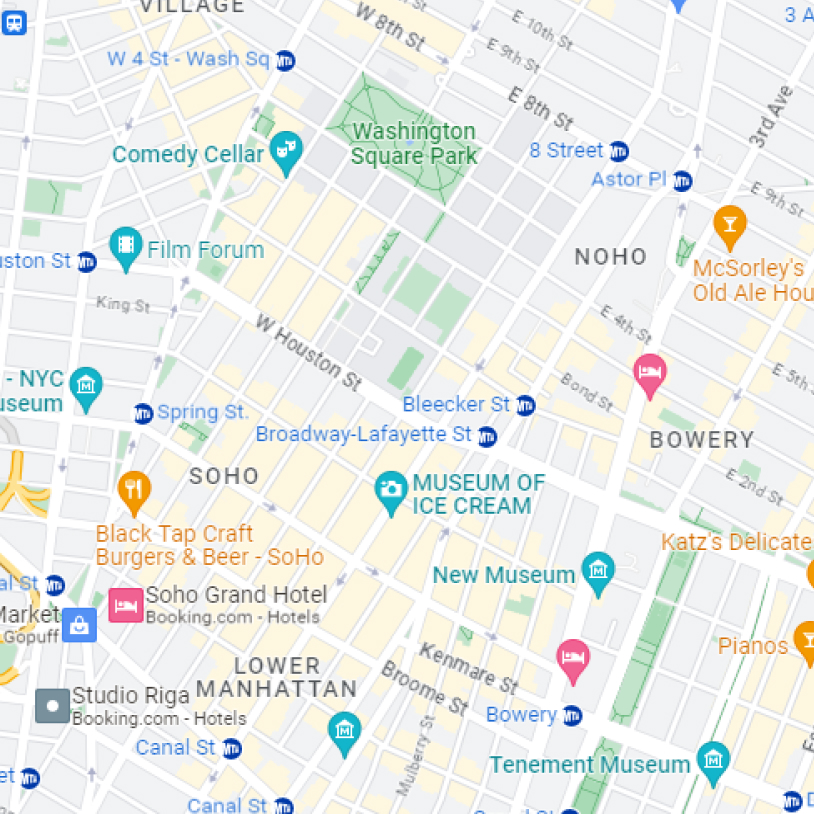 VILLAGE
W 8th St
E 10th St
3 A
W 4 St - Wash Sq
E 9th St
E 8th St
3rd Ave
Washington
Square Park
Comedy Cellar
8 Street
Astor Pl
E 9th St
Film Forum
uston St
NOHO
McSorley's
Old Ale Hou
King St
W Houston St
E 4th St
E 5th S
- NYC
useum
Bond St
Spring St.
Bleecker St
Broadway-Lafayette St
BOWERY
SOHO
MUSEUM OF
ICE CREAM
E 2nd St
Black Tap Craft
Burgers & Beer - SoHo
Katz's Delicate
New Museum
al St
Soho Grand Hotel
Booking.com - Hotels
Market
Gopuff
Pianos
Kenmare St
LOWER
MANHATTAN
Broome St
Studio Riga
Booking.com - Hotels
Bowery
Mulberry St
Canal St
Tenement Museum
et
Canal St
D